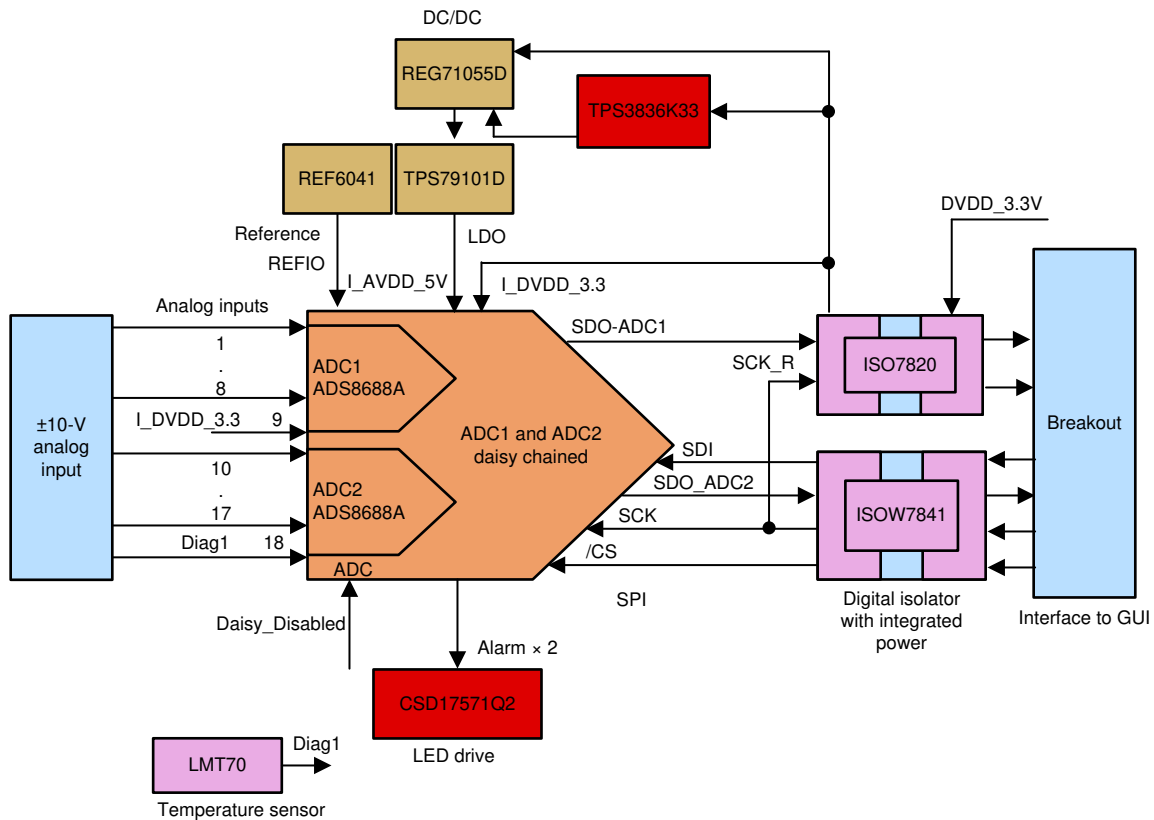 DC/DC
REG71055D
TPS3836K33
REF6041
TPS79101D
DVDD_3.3V
Reference
REFIO
LDO
I_AVDD_5V
I_DVDD_3.3
Analog inputs
1
.
.
8
I_DVDD_3.3
9
10
.
.
17
Diag1
18
±10-V
analog
input
ADC1
ADS8688A
ADC2
ADS8688A
ADC
ADC1 and ADC2
daisy chained
SDO-ADC1
SCK_R
SDI
SDO_ADC2
SCK
/CS
SPI
ISO7820
ISOW7841
Breakout
Digital isolator
with integrated
power
Interface to GUI
Daisy_Disabled
Alarm × 2
CSD17571Q2
LED drive
LMT70
Diag1
Temperature sensor